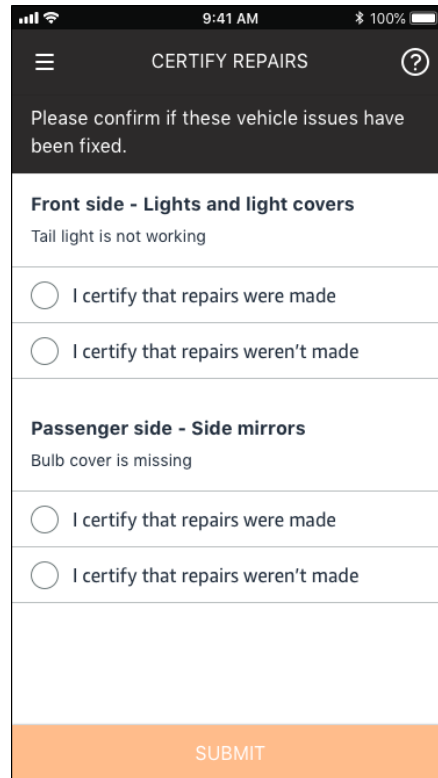 9:41 AM
100%
CERTIFY REPAIRS
?
Please confirm if these vehicle issues have
been fixed.
Front side - Lights and light covers
Tail light is not working
I certify that repairs were made
I certify that repairs weren't made
Passenger side - Side mirrors
Bulb cover is missing
I certify that repairs were made
I certify that repairs weren't made
SUBMIT